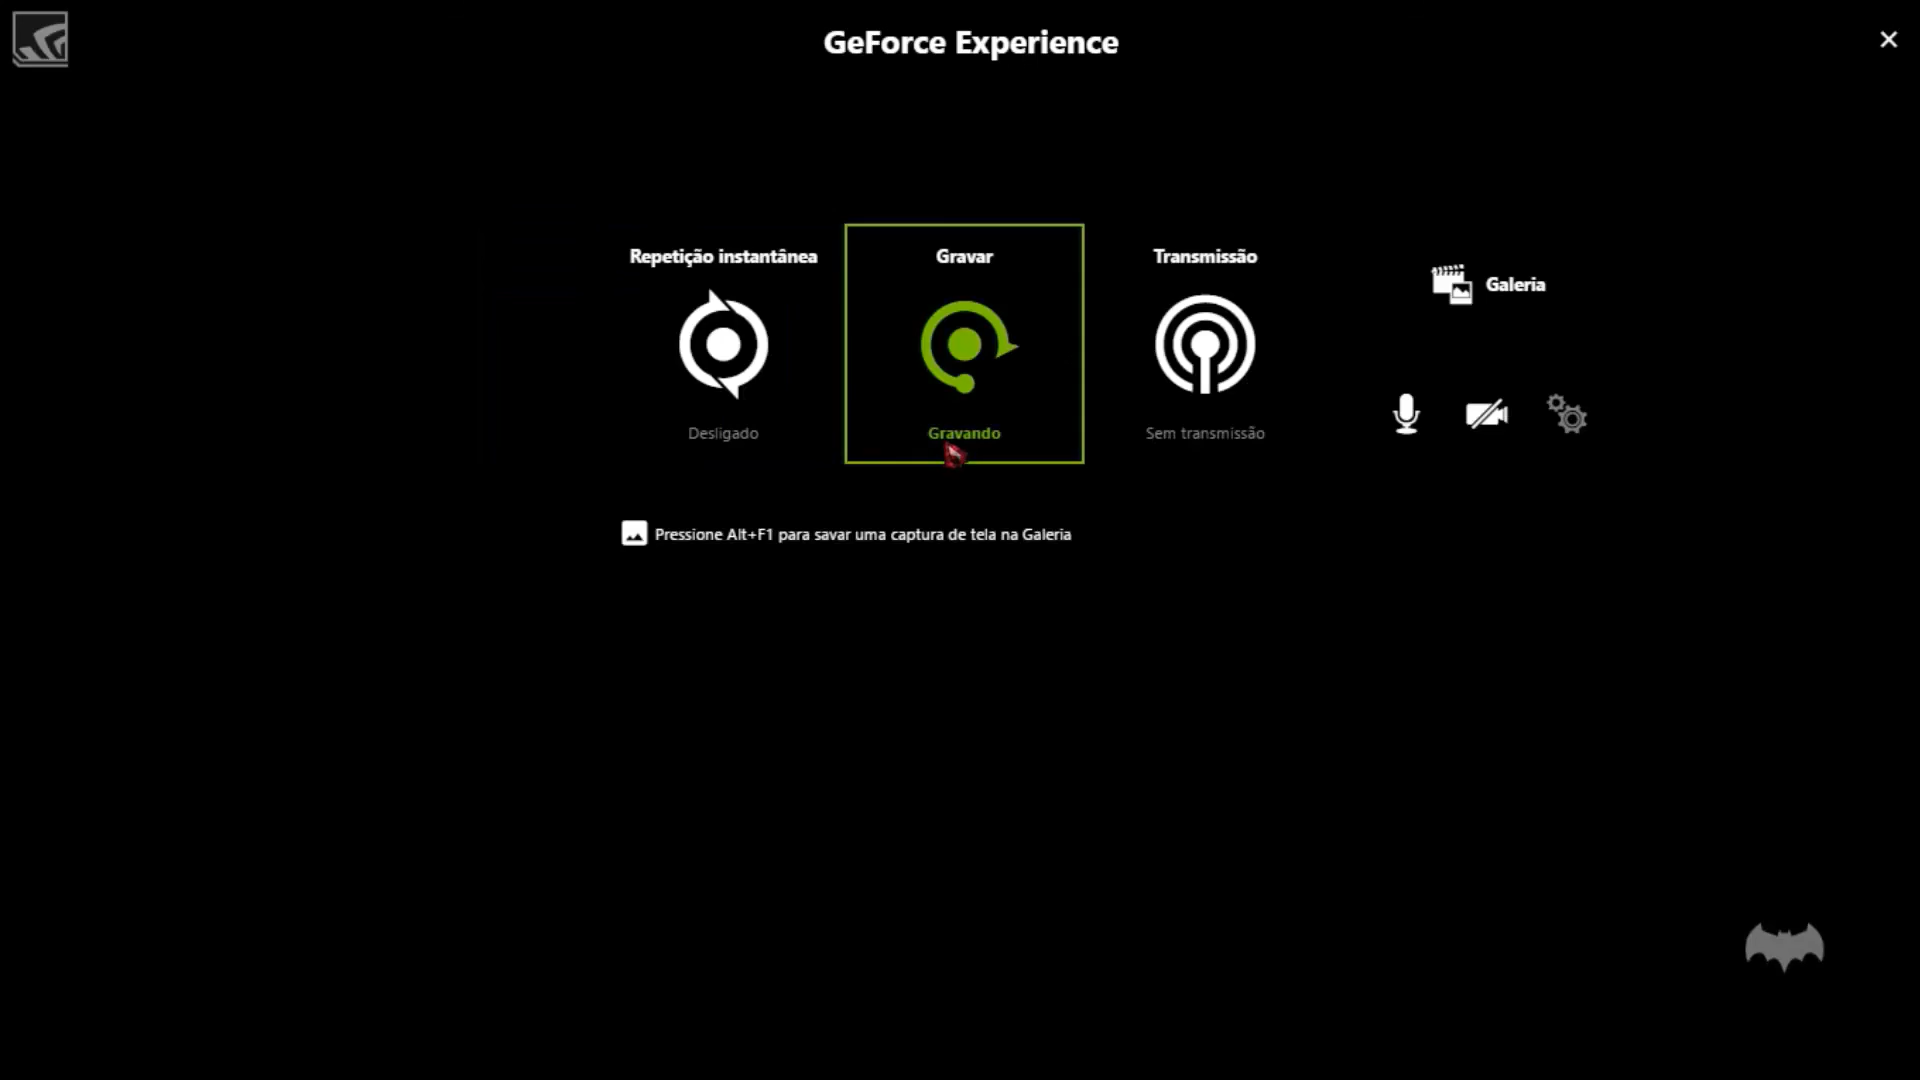 GeForce Experience
Repetição instantânea
Gravar
Transmissão
Galeria
Desligado
Gravando
Sem transmissão
Pressione Alt+F1 para savar uma captura de tela na Galeria